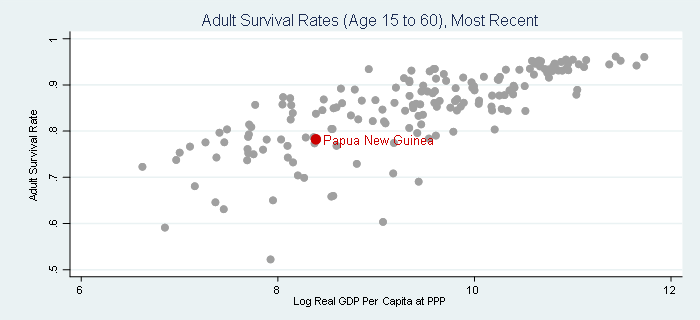 Adult Survival Rates (Age 15 to 60), Most Recent
1
.9
.8
.7
.6
.5
Adult Survival Rate
Papua New Guinea
6
8
10
12
Log Real GDP Per Capita at PPP